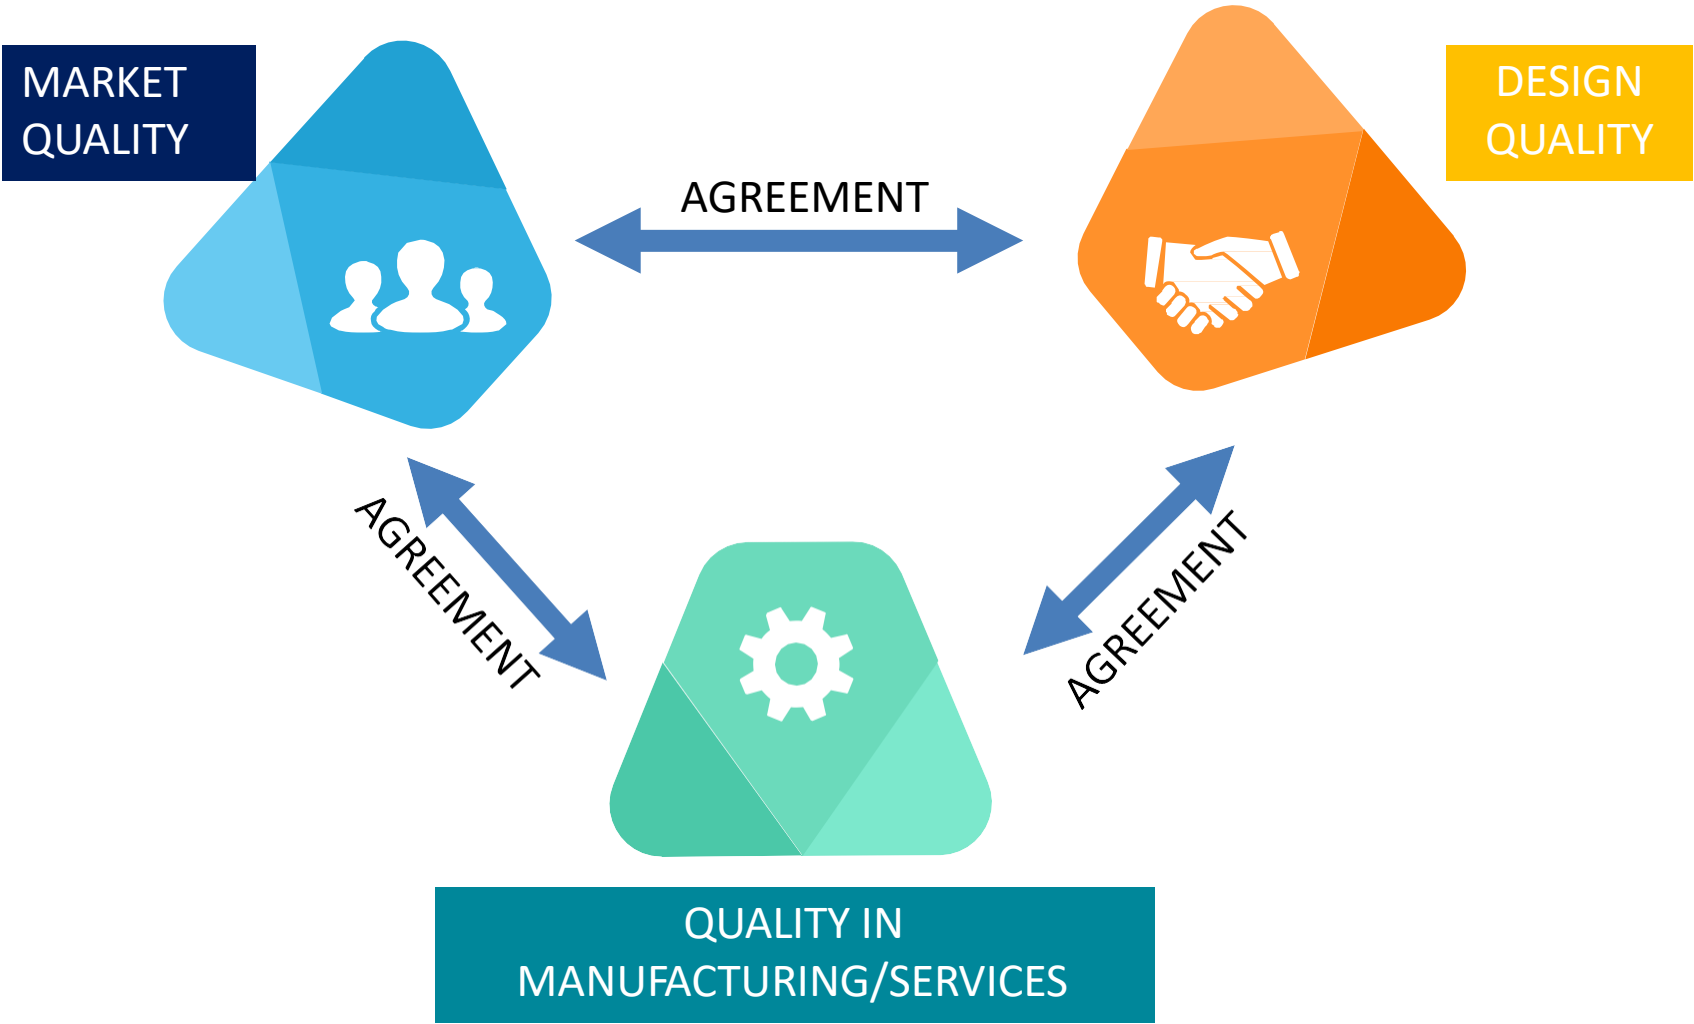 MARKET
QUALITY
DESIGN
QUALITY
AGREEMENT
AGREEMENT
AGREEMENT
QUALITY IN
MANUFACTURING/SERVICES